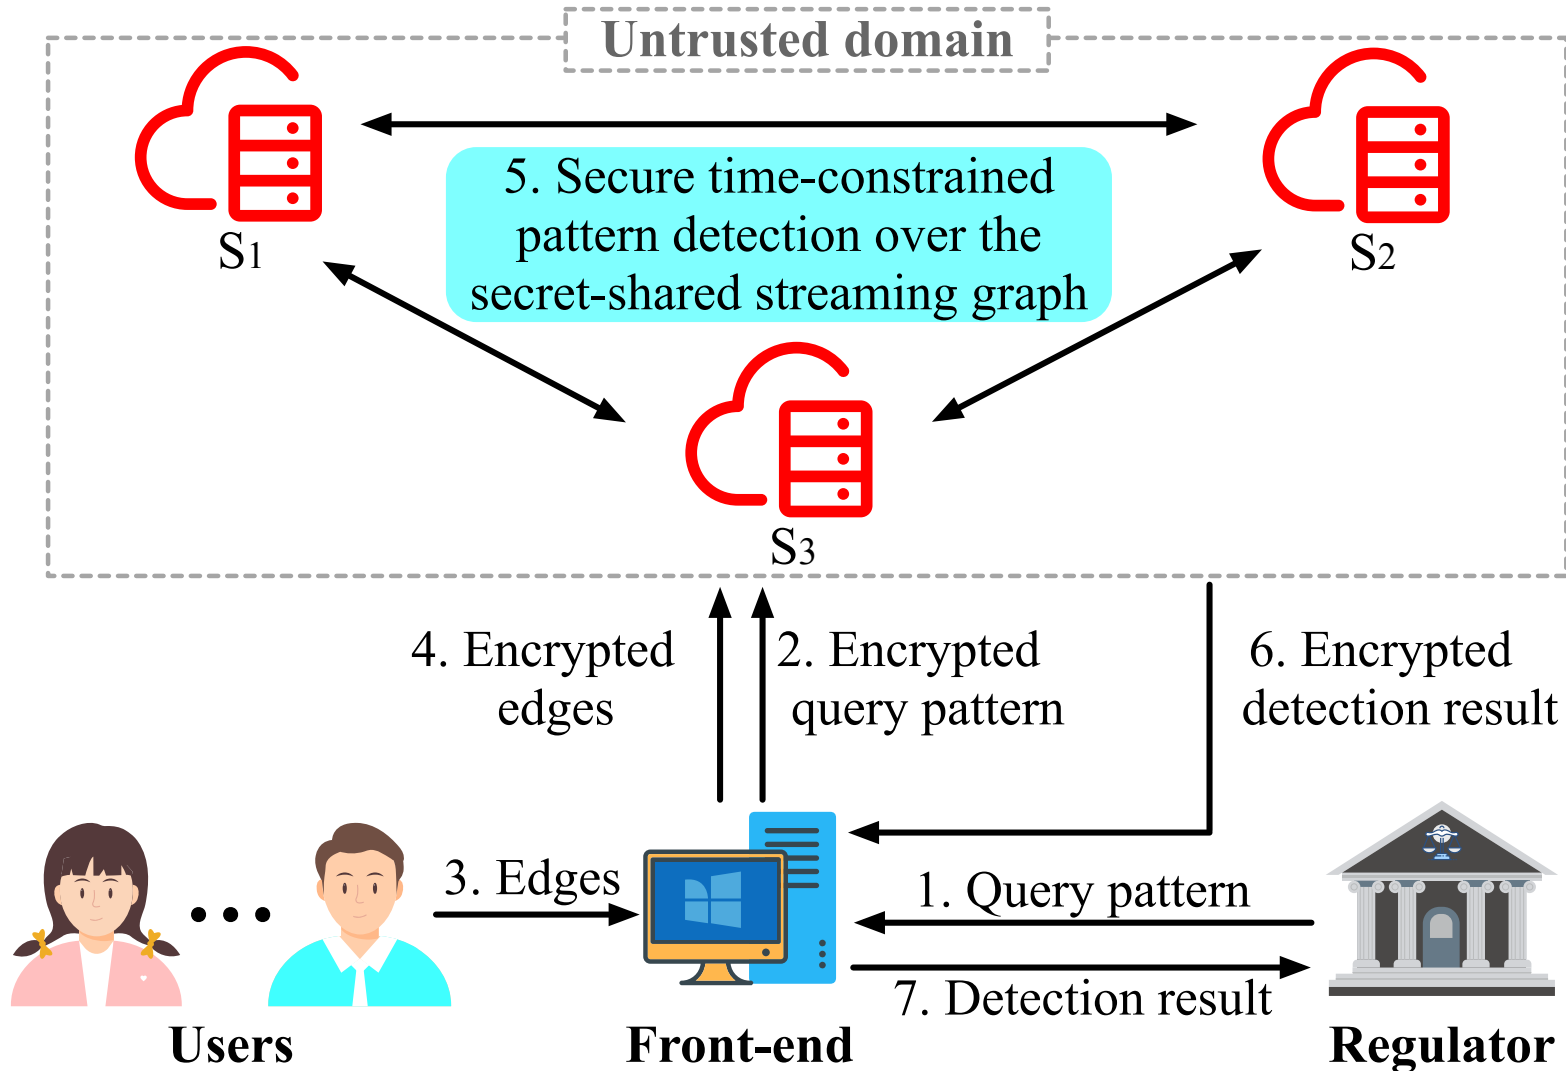 Untrusted domain
5. Secure time-constrained
pattern detection over the
secret-shared streaming graph
S1
S2
S3
4. Encrypted
edges
2. Encrypted
query pattern
6. Encrypted
detection result
3. Edges
1. Query pattern
7. Detection result
Users
Front-end
Regulator